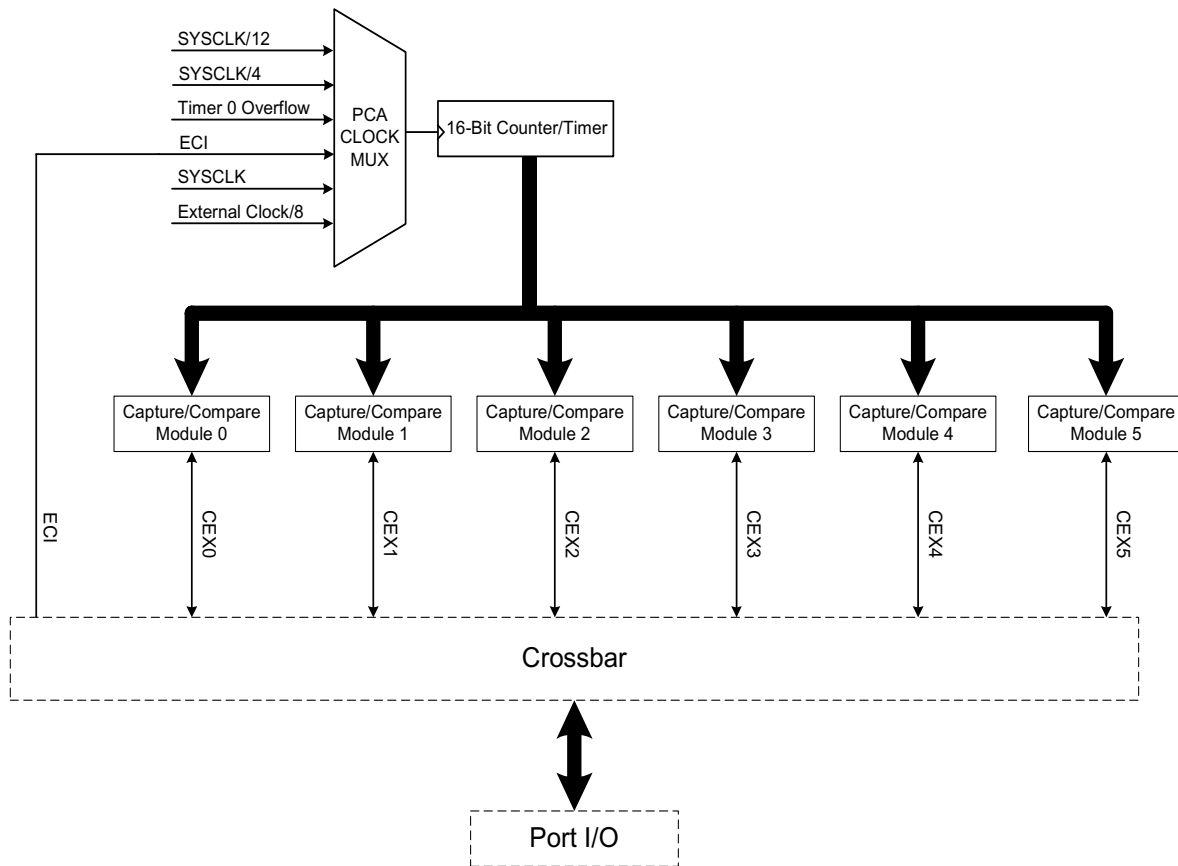 SYSCLK/12
SYSCLK/4
Timer 0 Overflow
ECI
SYSCLK
External Clock/8
PCA
CLOCK
MUX
16-Bit Counter/Timer
Capture/Compare
Module 0
Capture/Compare
Module 1
Capture/Compare
Module 2
Capture/Compare
Module 3
Capture/Compare
Module 4
Capture/Compare
Module 5
ECI
CEX0
CEX1
CEX2
CEX3
CEX4
CEX5
Crossbar
Port I/O